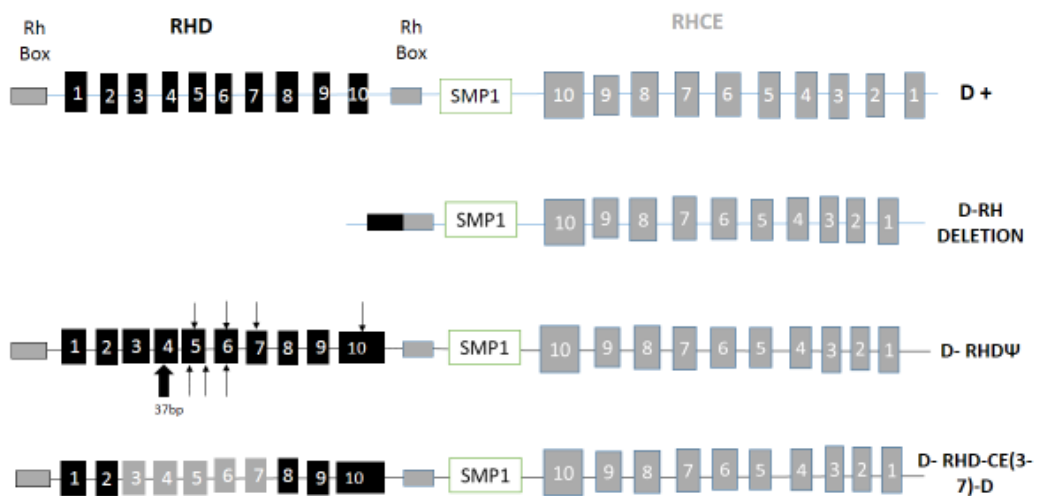 Rh Box RHD Rh Box RHCE
1 2 3 4 5 6 7 8 9 10 SMP1 10 9 8 7 6 5 4 3 2 1 D +
SMP1 10 9 8 7 6 5 4 3 2 1 D-RH DELETION
1 2 3 4 5 6 7 8 9 10 SMP1 10 9 8 7 6 5 4 3 2 1 D- RHDΨ
37bp
1 2 3 4 5 6 7 8 9 10 SMP1 10 9 8 7 6 5 4 3 2 1 D- RHD-CE(3-
7)-D